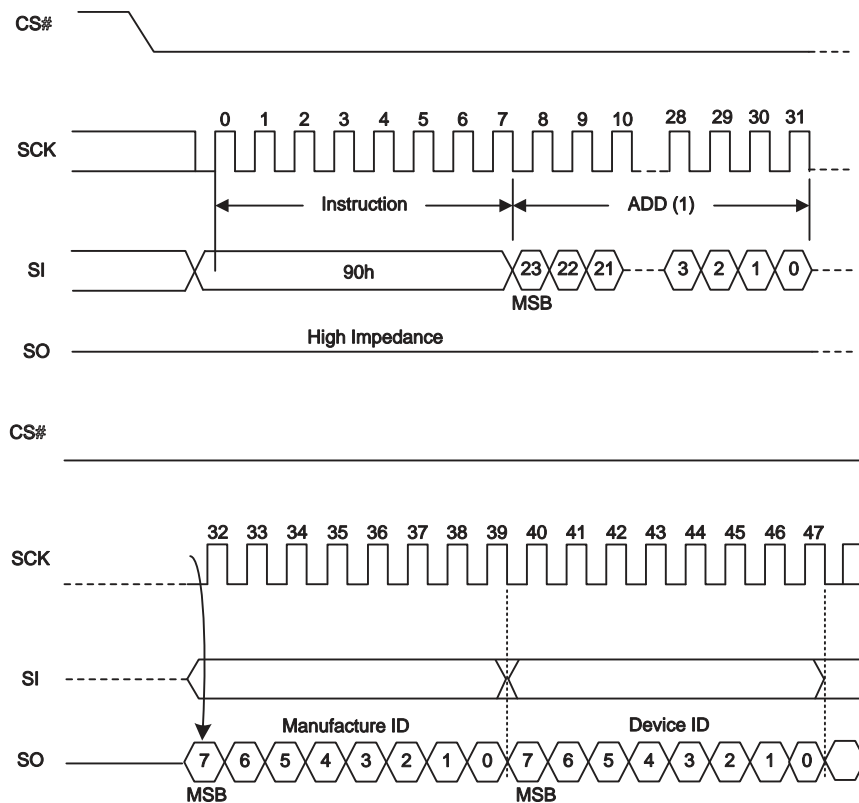 CS#
0 1 2 3 4 5 6 7 8 9 10 28 29 30 31
SCK
Instruction ADD (1)
SI 90h 23 22 21 3 2 1 0
MSB
High Impedance
SO
CS#
32 33 34 35 36 37 38 39 40 41 42 43 44 45 46 47
SCK
SI
Manufacture ID Device ID
SO 7 6 5 4 3 2 1 0 7 6 5 4 3 2 1 0
MSB MSB